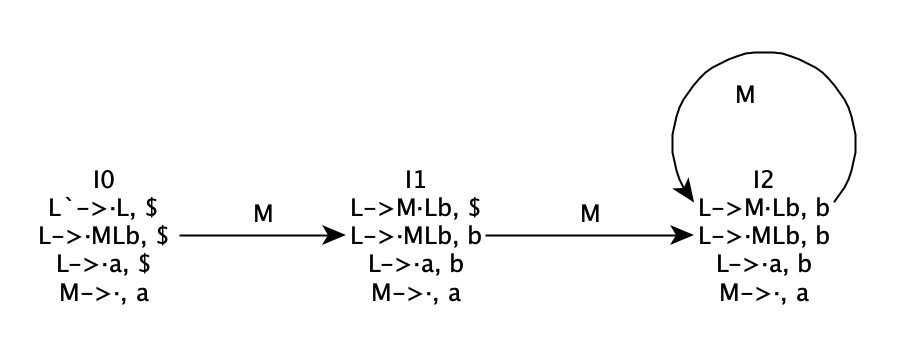 M
I0
L`->·L, $
L->·MLb, $
L->·a, $
M->·, a
M
I1
L->M·Lb, $
L->·MLb, b
L->·a, b
M->·, a
M
I2
L->M·Lb, b
L->·MLb, b
L->·a, b
M->·, a